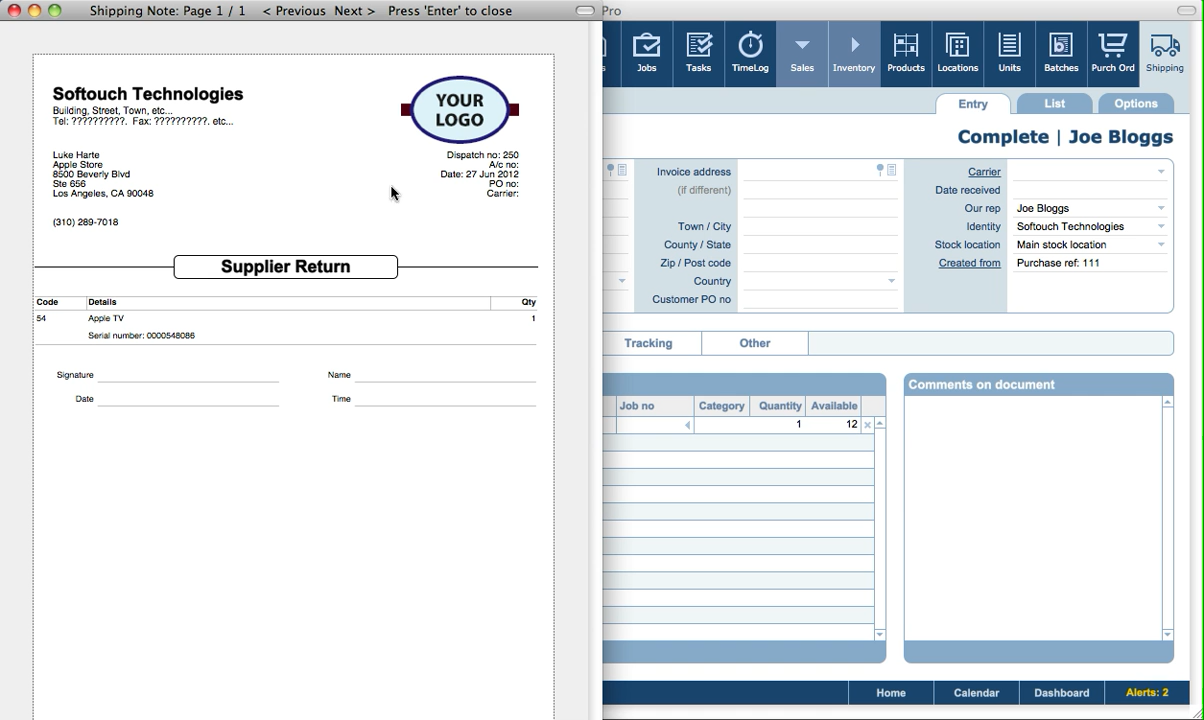 Shipping Note: Page 1 / 1 < Previous Next > Press 'Enter' to close
Softouch Technologies
Building, Street, Town, etc...
Tel: ??????????. Fax: ??????????. etc...
YOUR
LOGO
Luke Harte
Apple Store
8500 Beverly Blvd
Ste 656
Los Angeles, CA 90048
(310) 289-7018
Dispatch no: 250
A/c no:
Date: 27 Jun 2012
PO no:
Carrier:
Supplier Return
Code Details Qty
54 Apple TV 1
Serial number: 0000548086
Signature Name
Date Time
Pro
s Jobs Tasks TimeLog Sales Inventory Products Locations Units Batches Purch Ord Shipping
Entry List Options
Complete | Joe Bloggs
Invoice address
(if different)
Town / City
County / State
Zip / Post code
Country
Customer PO no
Carrier
Date received
Our rep Joe Bloggs
Identity Softouch Technologies
Stock location Main stock location
Created from Purchase ref: 111
Tracking Other
Job no Category Quantity Available
1 12 ×
Comments on document
Home Calendar Dashboard Alerts: 2